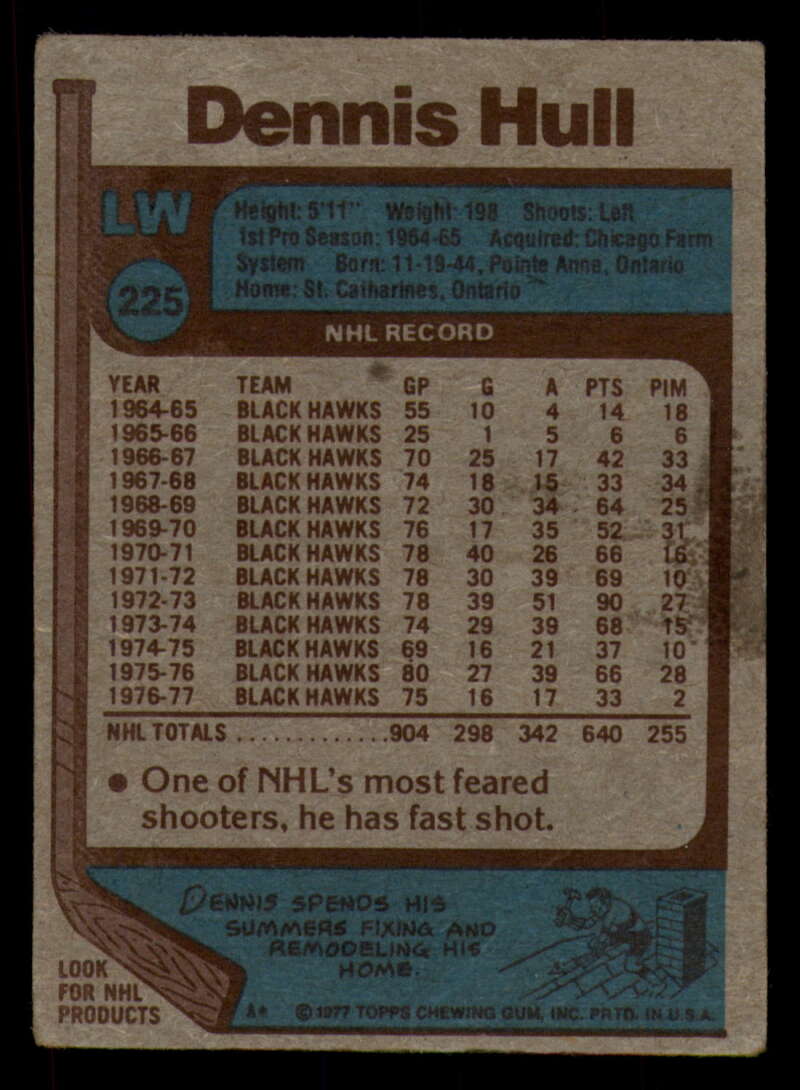 Dennis Hull
LW
225
Height: 5'11" Weight: 198 Shoots: Left
1st Pro Season: 1964-65 Acquired: Chicago Farm
System Born: 11-19-44, Pointe Anne, Ontario
Home: St. Catharines, Ontario
NHL RECORD
YEAR TEAM GP G A PTS PIM
1964-65 BLACK HAWKS 55 10 4 14 18
1965-66 BLACK HAWKS 25 1 5 6 6
1966-67 BLACK HAWKS 70 25 17 42 33
1967-68 BLACK HAWKS 74 18 15 33 34
1968-69 BLACK HAWKS 72 30 34 64 25
1969-70 BLACK HAWKS 76 17 35 52 31
1970-71 BLACK HAWKS 78 40 26 66 16
1971-72 BLACK HAWKS 78 30 39 69 10
1972-73 BLACK HAWKS 78 39 51 90 27
1973-74 BLACK HAWKS 74 29 39 68 15
1974-75 BLACK HAWKS 69 16 21 37 10
1975-76 BLACK HAWKS 80 27 39 66 28
1976-77 BLACK HAWKS 75 16 17 33 2
NHL TOTALS .............904 298 342 640 255
• One of NHL's most feared
shooters, he has fast shot.
DENNIS SPENDS HIS
SUMMERS FIXING AND
REMODELING HIS
HOME.
LOOK
FOR NHL
PRODUCTS
A* © 1977 TOPPS CHEWING GUM, INC. PRTD. IN U.S.A.